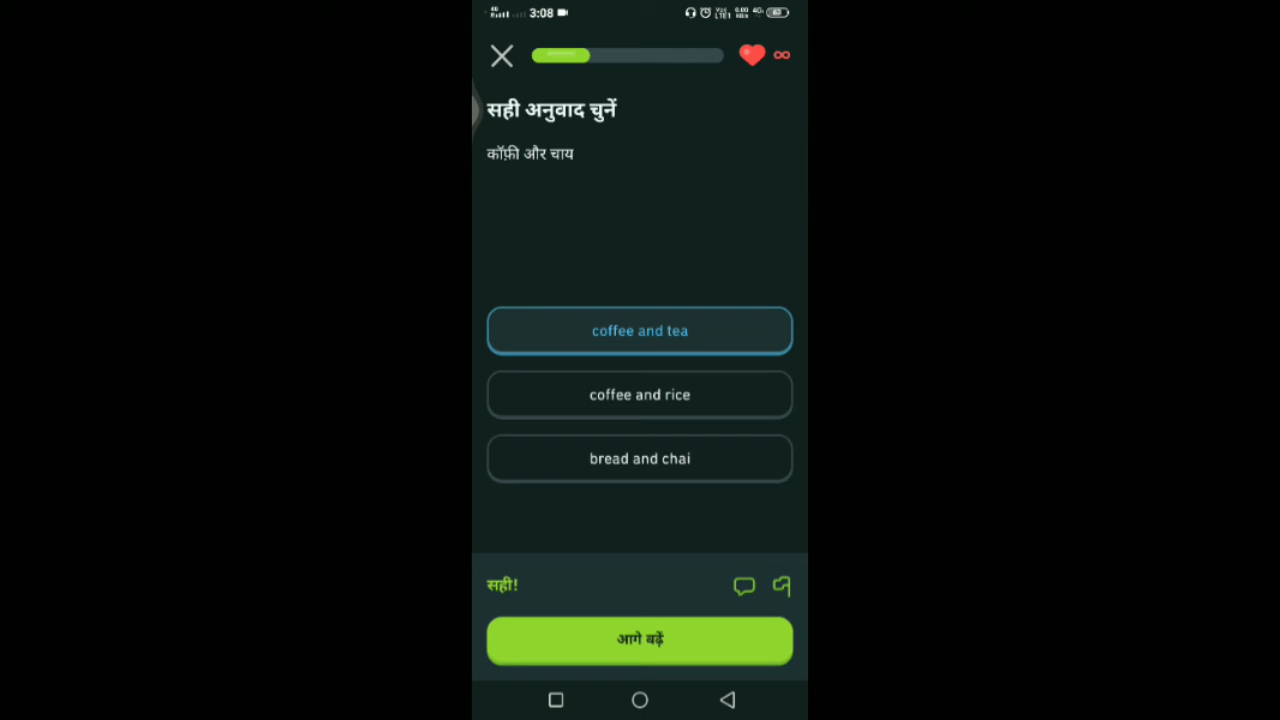 3:08
सही अनुवाद चुनें
कॉफ़ी और चाय
coffee and tea
coffee and rice
bread and chai
सही!
आगे बढ़ें